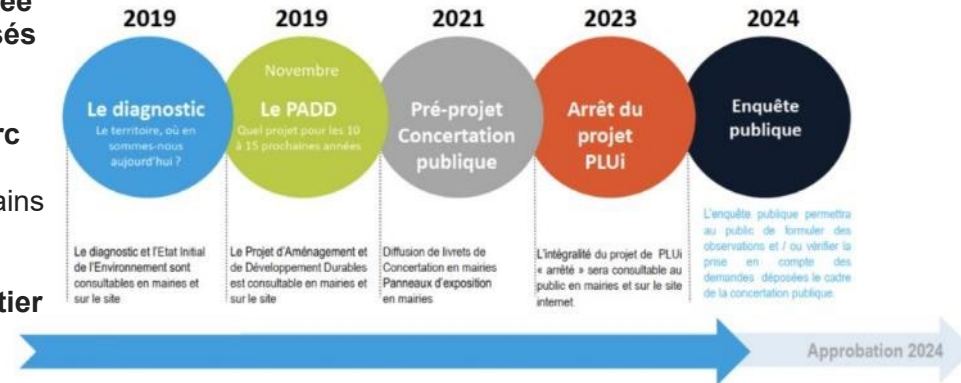 ée
sés
rc
ains
tier
2019
2019
2021
2023
2024
Le diagnostic
Le territoire, où en
sommes-nous
aujourd'hui ?
Novembre
Le PADD
Quel projet pour les 10
à 15 prochaines années
Pré-projet
Concertation
publique
Arrêt du
projet
PLUi
Enquête
publique
Le diagnostic et l'Etat Initial
de l'Environnement sont
consultables en mairies et
sur le site
Le Projet d'Aménagement et
de Développement Durables
est consultable en mairies et
sur le site
Diffusion de livrets de
Concertation en mairies
Panneaux d'exposition
en mairies
L'intégralité du projet de PLUi
« arrêté » sera consultable au
public en mairies et sur le site
internet
L'enquête publique permettra
au public de formuler des
observations et / ou vérifier la
prise en compte des
demandes déposées le cadre
de la concertation publique.
Approbation 2024